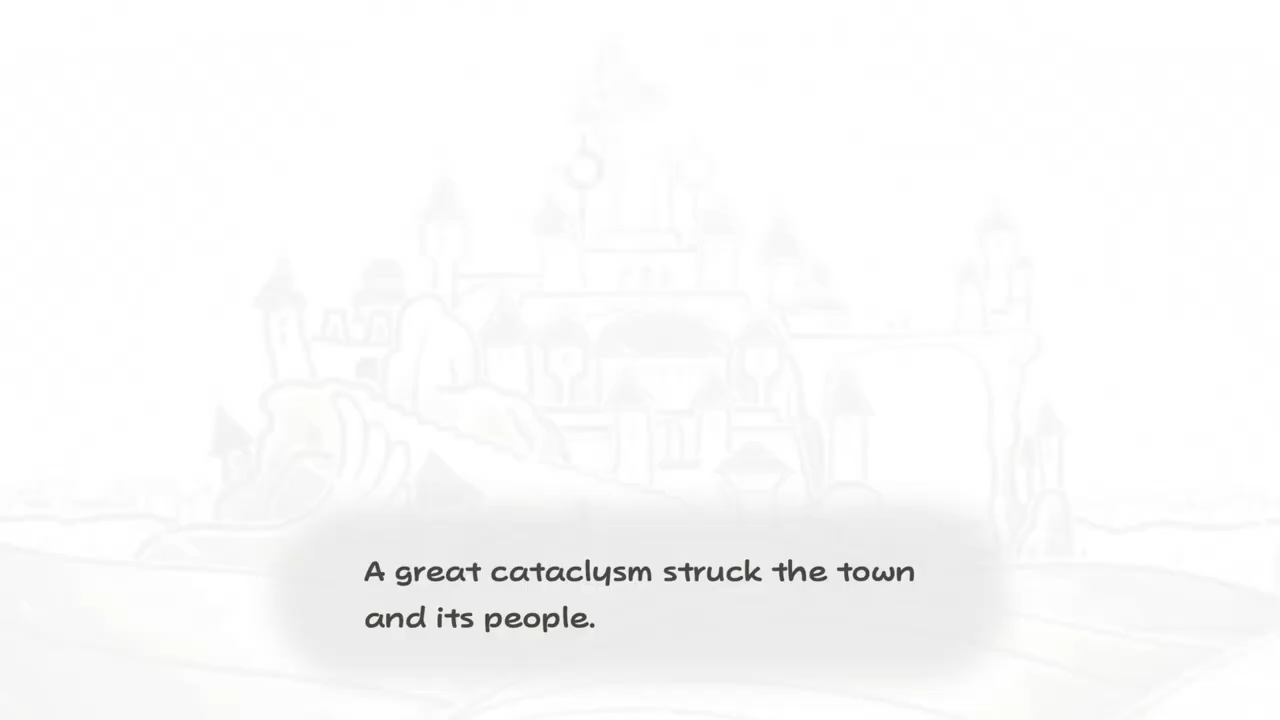 A great cataclysm struck the town
and its people.